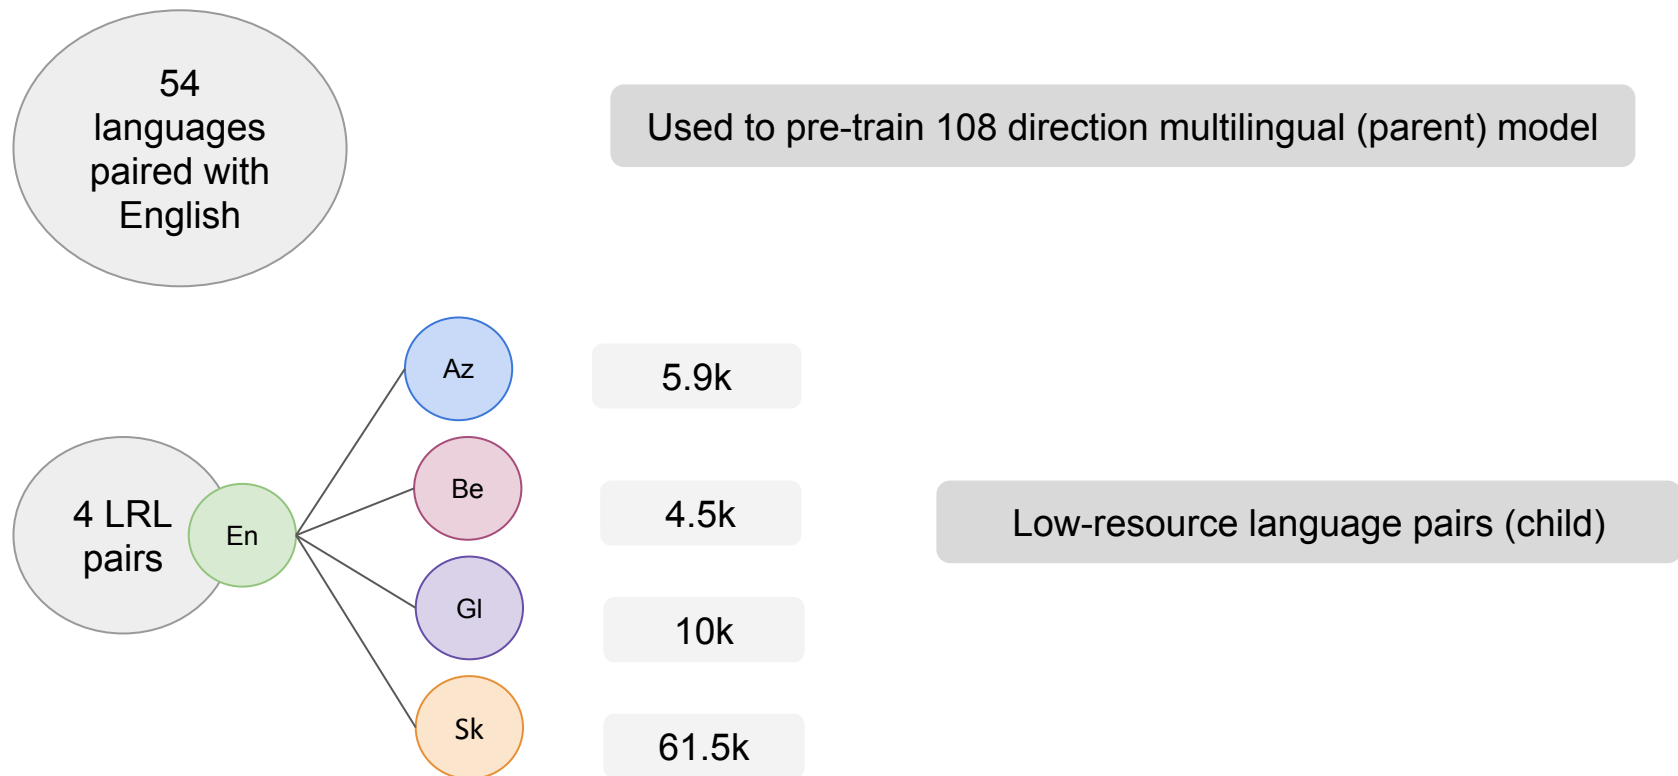 54
languages
paired with
English
Used to pre-train 108 direction multilingual (parent) model
Az
5.9k
Be
4.5k
4 LRL
pairs
En
Low-resource language pairs (child)
Gl
10k
Sk
61.5k